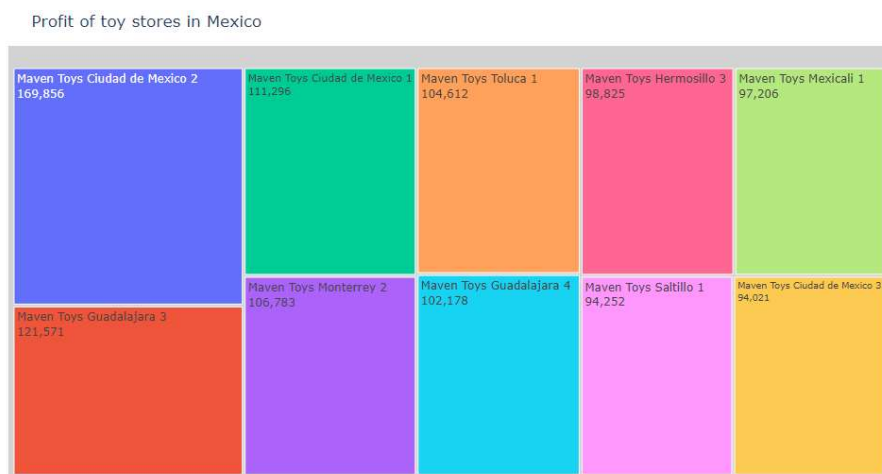 Profit of toy stores in Mexico
Maven Toys Ciudad de Mexico 2
169,856
Maven Toys Guadalajara 3
121,571
Maven Toys Ciudad de Mexico 1
111,296
Maven Toys Monterrey 2
106,783
Maven Toys Toluca 1
104,612
Maven Toys Guadalajara 4
102,178
Maven Toys Hermosillo 3
98,825
Maven Toys Saltillo 1
94,252
Maven Toys Mexicali 1
97,206
Maven Toys Ciudad de Mexico 3
94,021